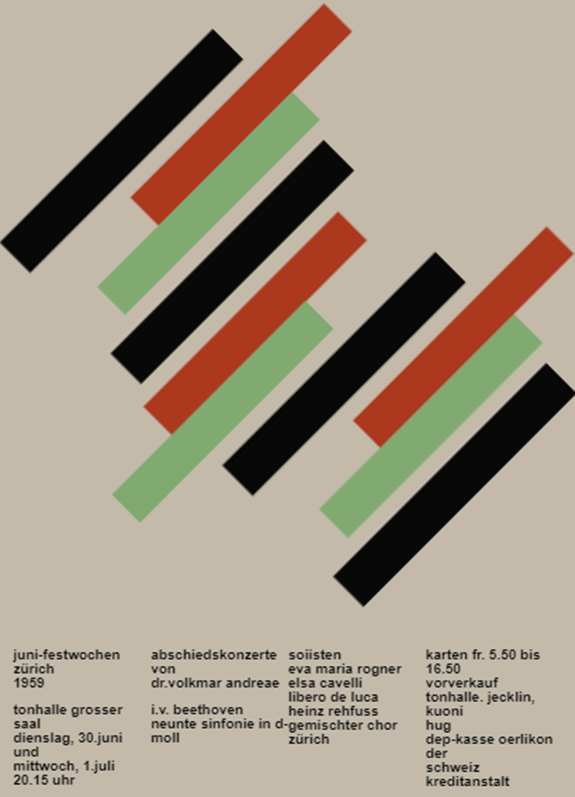 juni-festwochen
zürich
1959
tonhalle grosser
saal
dienslag, 30.juni
und
mittwoch, 1.juli
20.15 uhr
abschiedskonzerte
von
dr.volkmar andreae
i.v. beethoven
neunte sinfonie in d-
moll
soiisten
eva maria rogner
elsa cavelli
libero de luca
heinz rehfuss
gemischter chor
zürich
karten fr. 5.50 bis
16.50
vorverkauf
tonhalle. jecklin,
kuoni
hug
dep-kasse oerlikon
der
schweiz
kreditanstalt